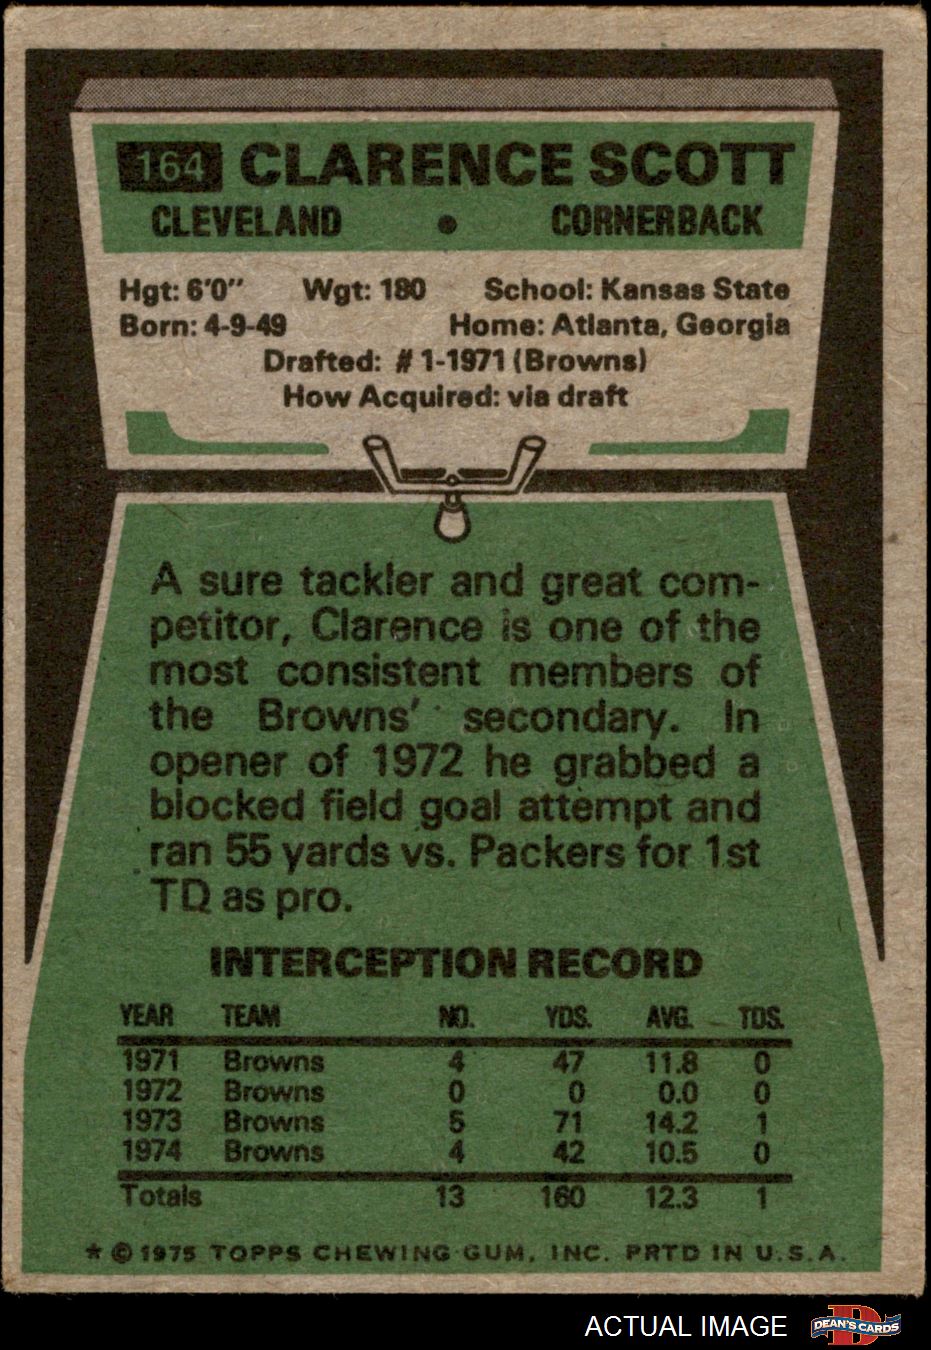 164 CLARENCE SCOTT
CLEVELAND • CORNERBACK
Hgt: 6'0" Wgt: 180 School: Kansas State
Born: 4-9-49 Home: Atlanta, Georgia
Drafted: #1-1971 (Browns)
How Acquired: via draft
A sure tackler and great com-
petitor, Clarence is one of the
most consistent members of
the Browns' secondary. In
opener of 1972 he grabbed a
blocked field goal attempt and
ran 55 yards vs. Packers for 1st
TD as pro.
INTERCEPTION RECORD
YEAR TEAM NO. YDS. AVG. TDS.
1971 Browns 4 47 11.8 0
1972 Browns 0 0 0.0 0
1973 Browns 5 71 14.2 1
1974 Browns 4 42 10.5 0
Totals 13 160 12.3 1
* © 1975 TOPPS CHEWING GUM, INC. PRTD IN U.S.A.
ACTUAL IMAGE D DEAN'S CARDS